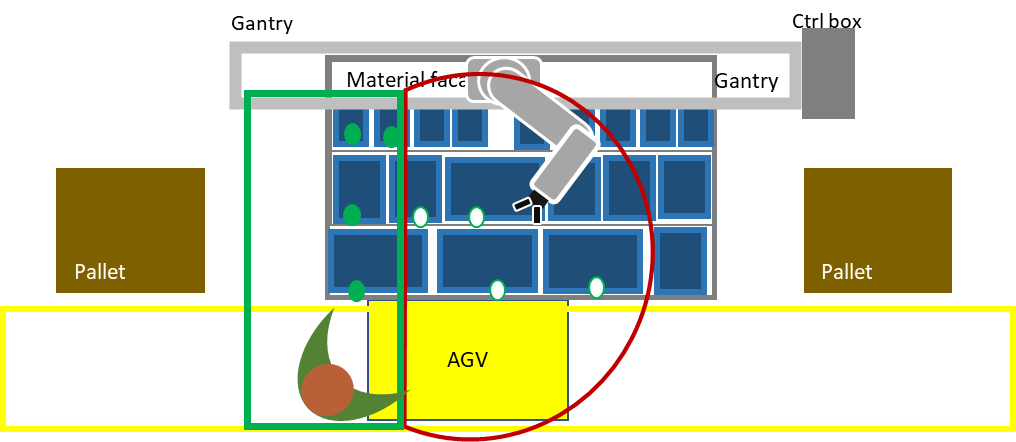 Gantry
Ctrl box
Material faca
Gantry
Pallet
Pallet
AGV